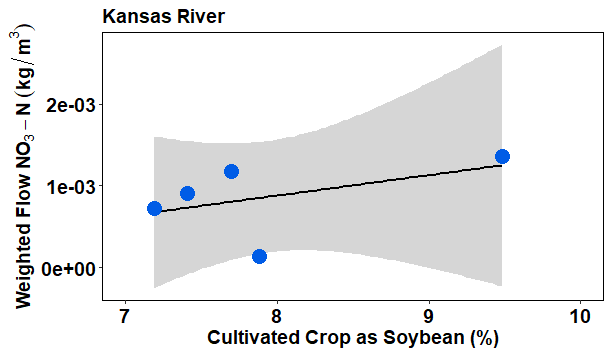 Kansas River
Weighted Flow NO₃ − N (kg/m³)
2e-03
1e-03
0e+00
7 8 9 10
Cultivated Crop as Soybean (%)